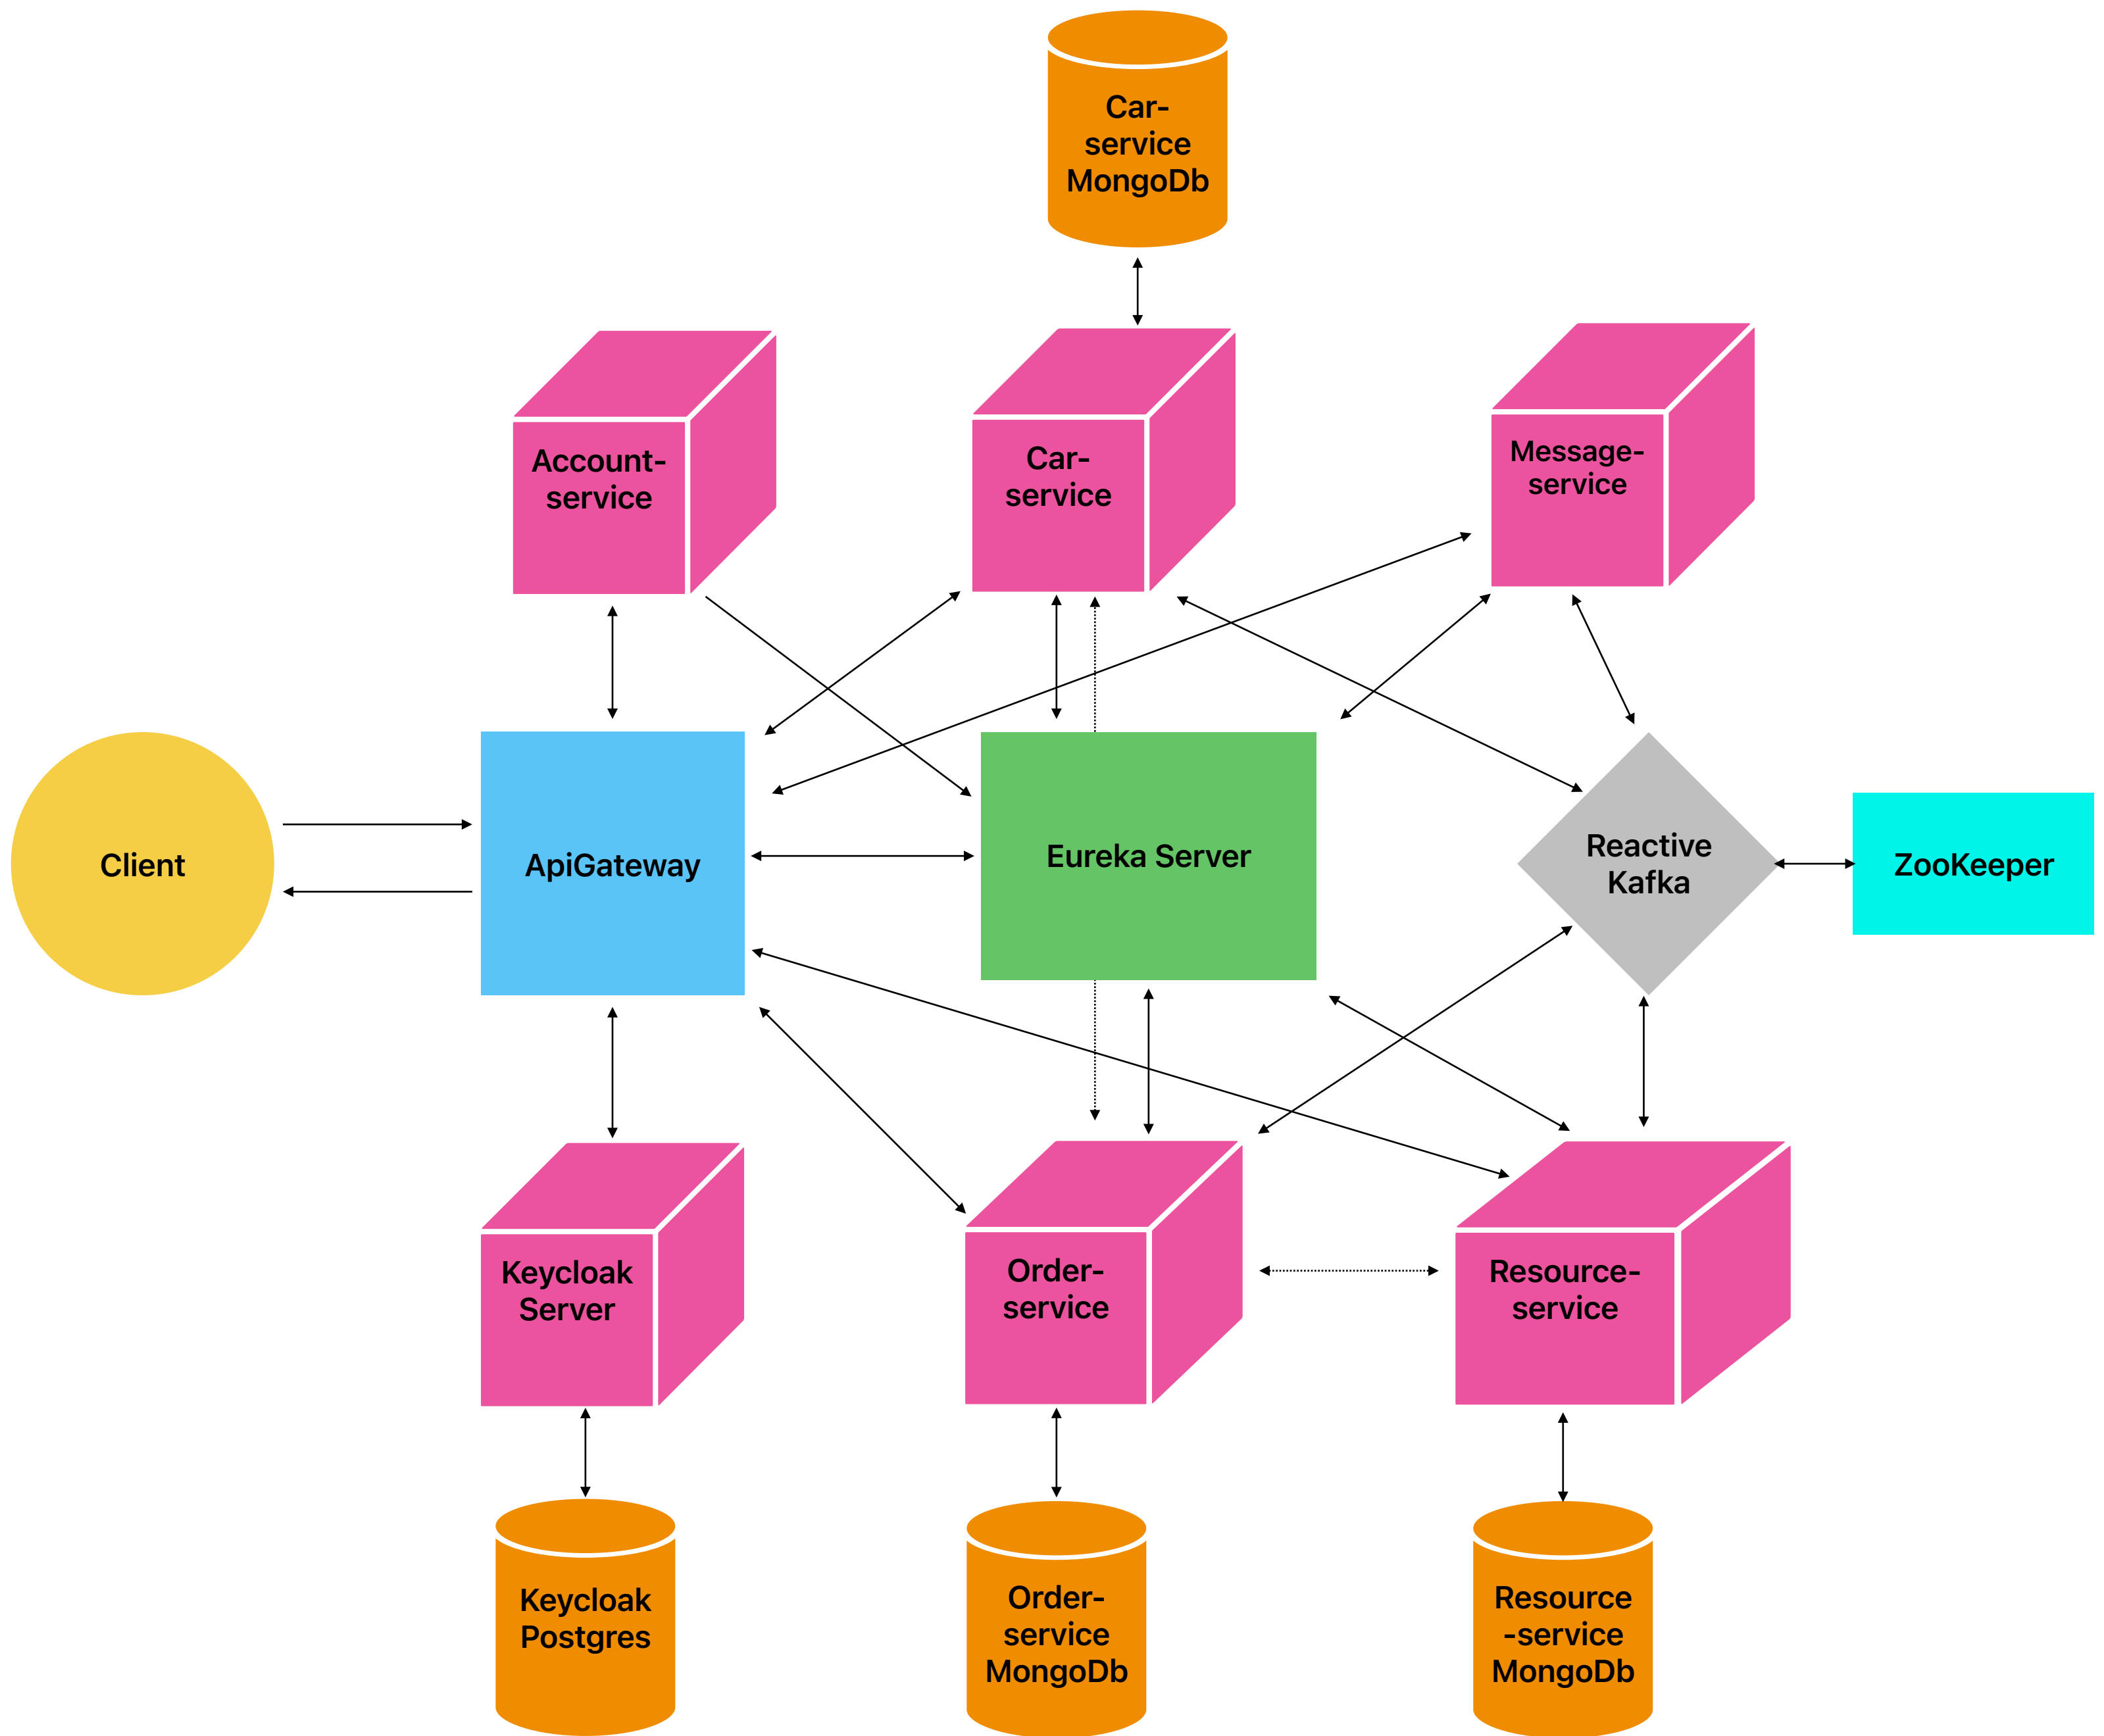 Car-
service
MongoDb
Account-
service
Car-
service
Message-
service
Client
ApiGateway
Eureka Server
Reactive
Kafka
ZooKeeper
Keycloak
Server
Order-
service
Resource-
service
Keycloak
Postgres
Order-
service
MongoDb
Resource
-service
MongoDb